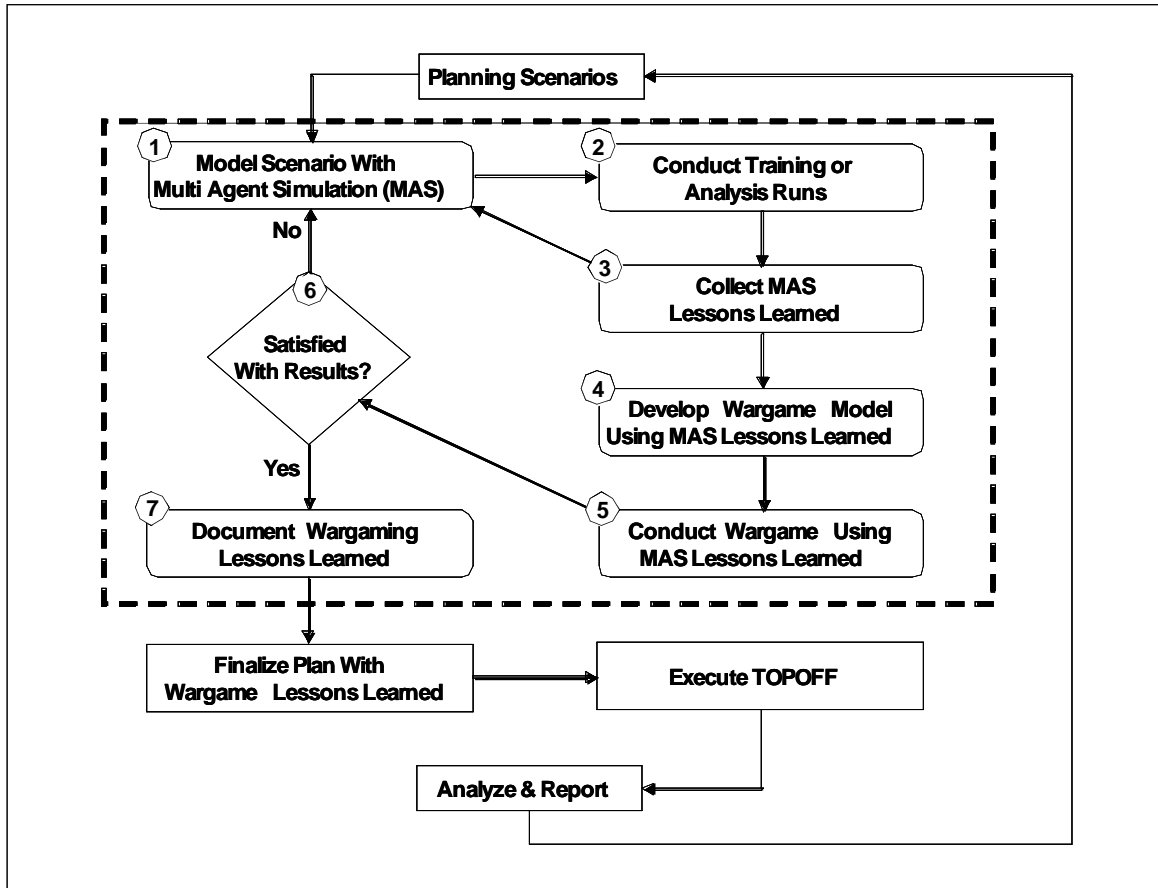 Planning Scenarios
1
Model Scenario With
Multi Agent Simulation (MAS)
2
Conduct Training or
Analysis Runs
No
3
Collect MAS
Lessons Learned
6
Satisfied
With Results?
4
Develop Wargame Model
Using MAS Lessons Learned
Yes
7
Document Wargaming
Lessons Learned
5
Conduct Wargame Using
MAS Lessons Learned
Finalize Plan With
Wargame Lessons Learned
Execute TOPOFF
Analyze & Report